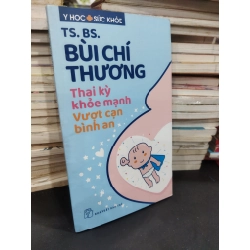 Y HỌC SỨC KHỎE
TS. BS.
BÙI CHÍ
THƯƠNG
Thai kỳ
khỏe mạnh
Vượt cạn
bình an